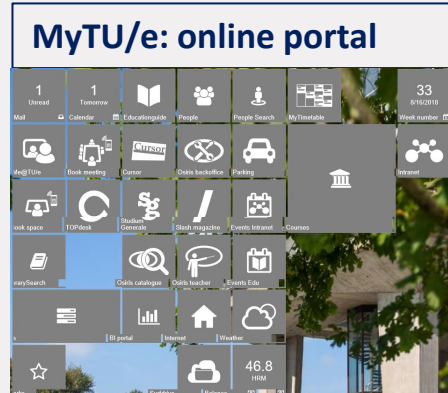 MyTU/e: online portal
1 1 33
Unread Tomorrow 8/16/2018
Mail Calendar Educationguide People People Search MyTimetable Week number
Cursor
Book meeting Cursor Osiris backoffice Parking Intranet
sg
TOPdesk Studium Generale Slash magazine Events Intranet Courses
Osiris catalogue Osiris teacher Events Edu
BI portal Internet Weather
46.8
HRM